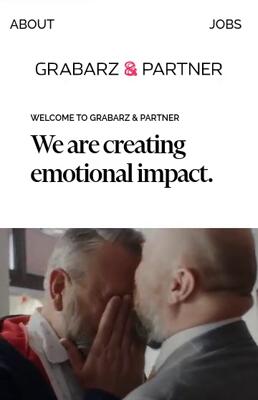 ABOUT JOBS
GRABARZ & PARTNER
WELCOME TO GRABARZ & PARTNER
We are creating
emotional impact.